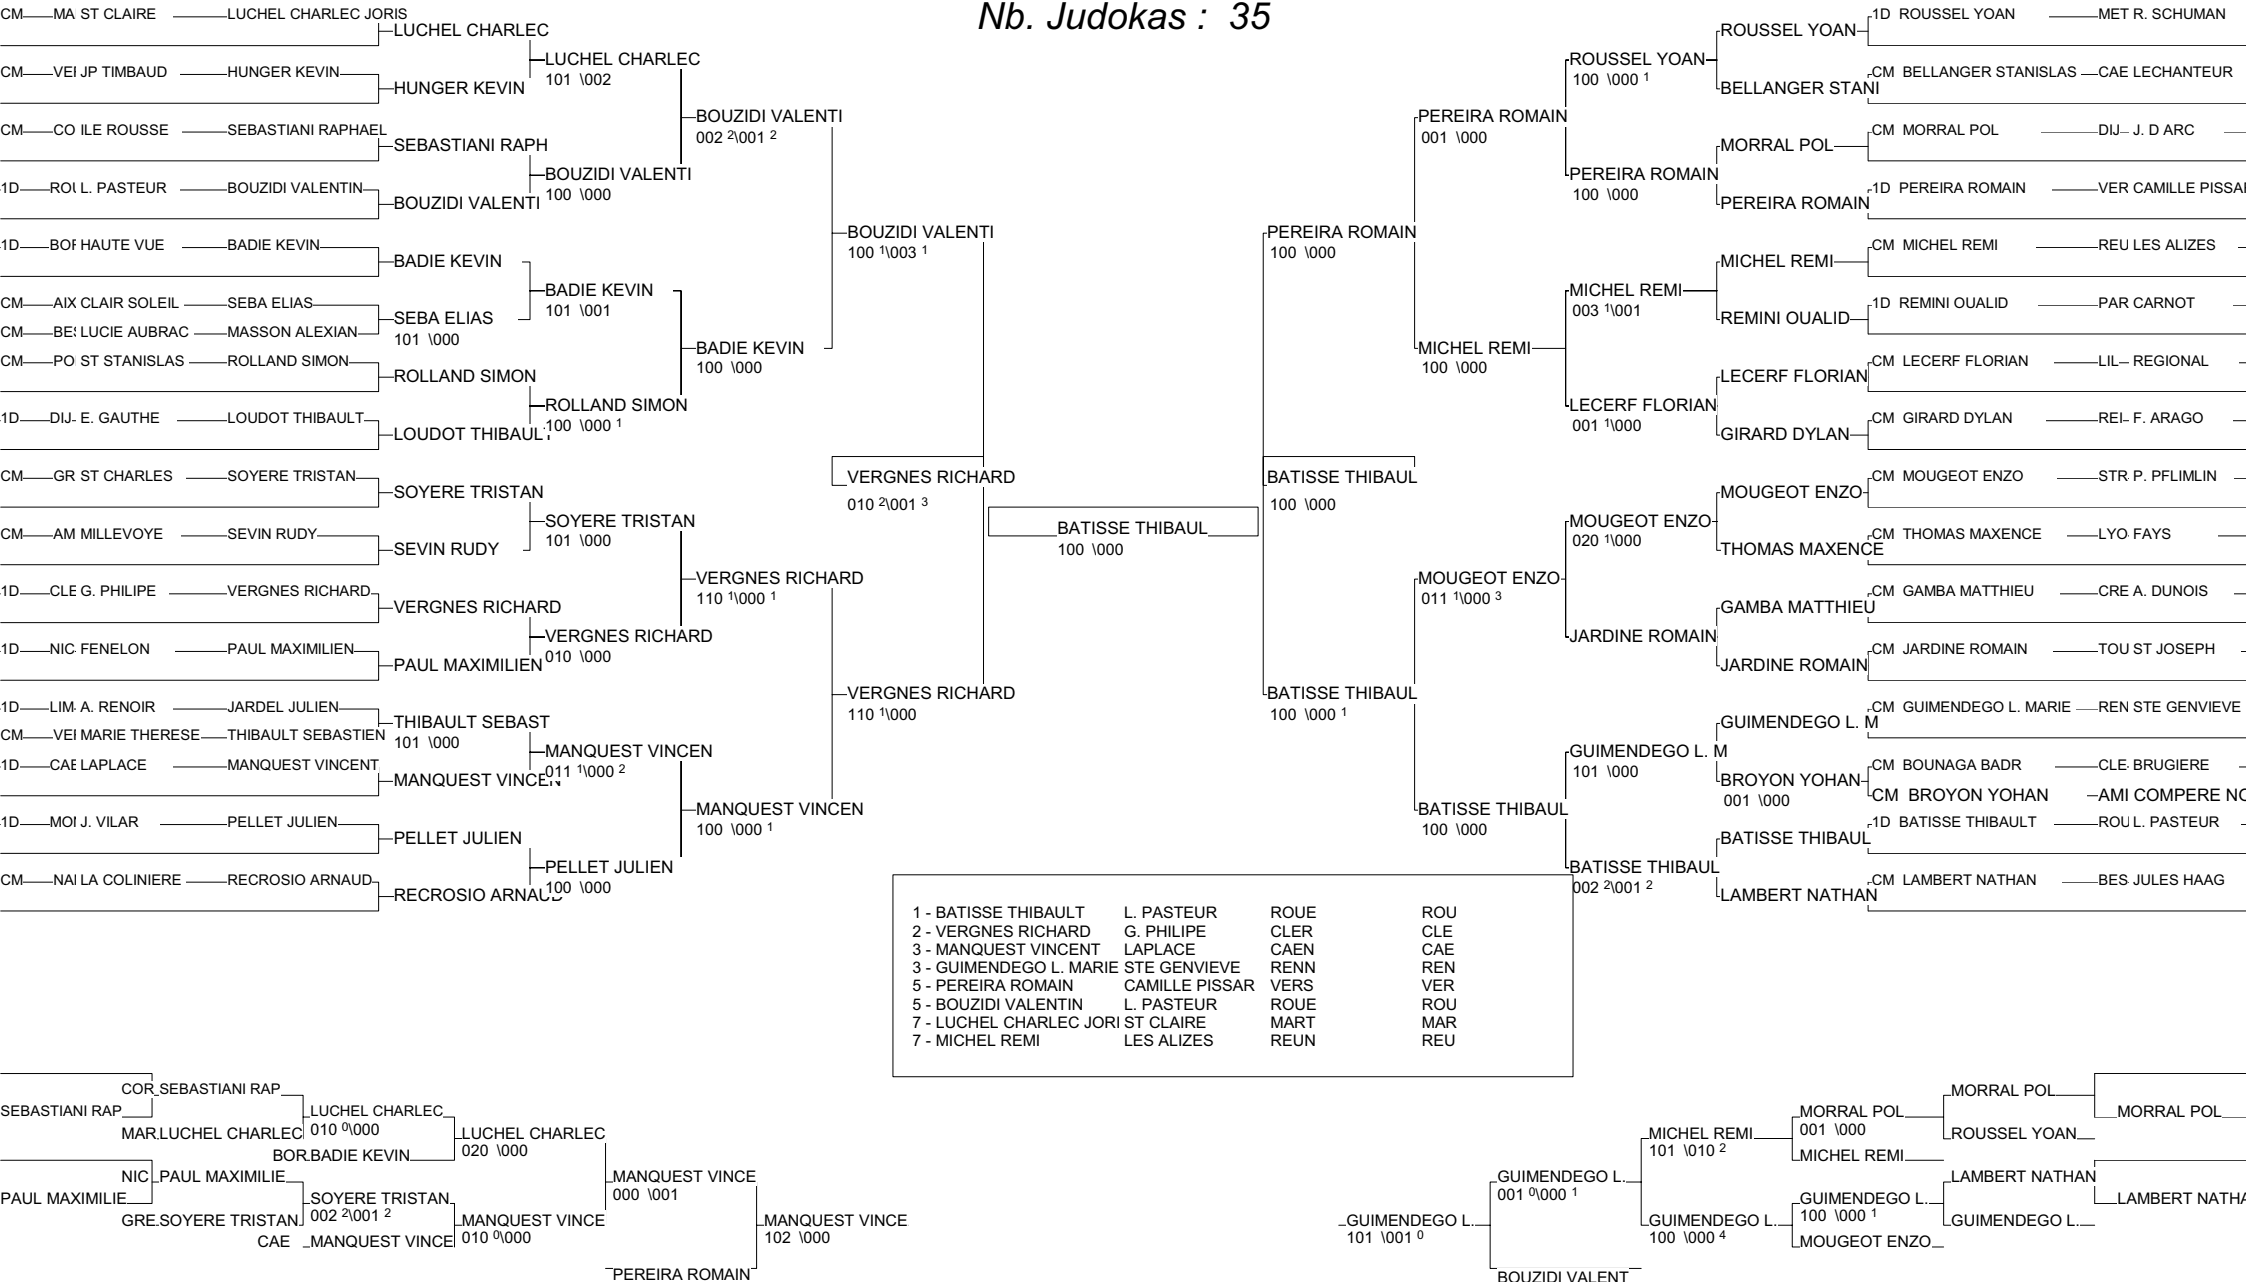 Nb. Judokas : 35
CM MA ST CLAIRE LUCHEL CHARLEC JORIS
CM VEI JP TIMBAUD HUNGER KEVIN
CM CO ILE ROUSSE SEBASTIANI RAPHAEL
1D ROU L. PASTEUR BOUZIDI VALENTIN
1D BOR HAUTE VUE BADIE KEVIN
CM AIX CLAIR SOLEIL SEBA ELIAS
CM BES LUCIE AUBRAC MASSON ALEXIAN
CM PO ST STANISLAS ROLLAND SIMON
1D DIJ- E. GAUTHE LOUDOT THIBAULT
CM GR ST CHARLES SOYERE TRISTAN
CM AM MILLEVOYE SEVIN RUDY
1D CLE G. PHILIPE VERGNES RICHARD
1D NIC FENELON PAUL MAXIMILIEN
1D LIM A. RENOIR JARDEL JULIEN
CM VEI MARIE THERESE THIBAULT SEBASTIEN
1D CAE LAPLACE MANQUEST VINCENT
1D MOI J. VILAR PELLET JULIEN
CM NAI LA COLINIERE RECROSIO ARNAUD
LUCHEL CHARLEC
HUNGER KEVIN
SEBASTIANI RAPH
BOUZIDI VALENTI
BADIE KEVIN
SEBA ELIAS
101 \000
ROLLAND SIMON
LOUDOT THIBAULT
SOYERE TRISTAN
SEVIN RUDY
VERGNES RICHARD
PAUL MAXIMILIEN
THIBAULT SEBAST
101 \000
MANQUEST VINCEN
PELLET JULIEN
RECROSIO ARNAUD
LUCHEL CHARLEC
101 \002
BOUZIDI VALENTI
100 \000
BADIE KEVIN
101 \001
ROLLAND SIMON
100 \000 1
SOYERE TRISTAN
101 \000
VERGNES RICHARD
010 \000
MANQUEST VINCEN
011 1\000 2
PELLET JULIEN
100 \000
BOUZIDI VALENTI
002 2\001 2
BADIE KEVIN
100 \000
VERGNES RICHARD
110 1\000 1
MANQUEST VINCEN
100 \000 1
BOUZIDI VALENTI
100 1\003 1
VERGNES RICHARD
110 1\000
VERGNES RICHARD
010 2\001 3
BATISSE THIBAUL
100 \000
BATISSE THIBAUL
100 \000
PEREIRA ROMAIN
100 \000
BATISSE THIBAUL
100 \000 1
PEREIRA ROMAIN
001 \000
MICHEL REMI
100 \000
MOUGEOT ENZO
011 1\000 3
BATISSE THIBAUL
100 \000
ROUSSEL YOAN
100 \000 1
PEREIRA ROMAIN
100 \000
MICHEL REMI
003 1\001
LECERF FLORIAN
001 1\000
MOUGEOT ENZO
020 1\000
JARDINE ROMAIN
GUIMENDEGO L. M
101 \000
BATISSE THIBAUL
002 2\001 2
ROUSSEL YOAN
BELLANGER STANI
MORRAL POL
PEREIRA ROMAIN
MICHEL REMI
REMINI OUALID
LECERF FLORIAN
GIRARD DYLAN
MOUGEOT ENZO
THOMAS MAXENCE
GAMBA MATTHIEU
JARDINE ROMAIN
GUIMENDEGO L. M
BROYON YOHAN
001 \000
BATISSE THIBAUL
LAMBERT NATHAN
1D ROUSSEL YOAN MET R. SCHUMAN
CM BELLANGER STANISLAS CAE LECHANTEUR
CM MORRAL POL DIJ J. D ARC
1D PEREIRA ROMAIN VER CAMILLE PISSAR
CM MICHEL REMI REU LES ALIZES
1D REMINI OUALID PAR CARNOT
CM LECERF FLORIAN LIL REGIONAL
CM GIRARD DYLAN REI F. ARAGO
CM MOUGEOT ENZO STR P. PFLIMLIN
CM THOMAS MAXENCE LYO FAYS
CM GAMBA MATTHIEU CRE A. DUNOIS
CM JARDINE ROMAIN TOU ST JOSEPH
CM GUIMENDEGO L. MARIE REN STE GENVIEVE
CM BOUNAGA BADR CLE BRUGIERE
CM BROYON YOHAN AMI COMPERE NO
1D BATISSE THIBAULT ROU L. PASTEUR
CM LAMBERT NATHAN BES JULES HAAG
1 - BATISSE THIBAULT L. PASTEUR ROUE ROU
2 - VERGNES RICHARD G. PHILIPE CLER CLE
3 - MANQUEST VINCENT LAPLACE CAEN CAE
3 - GUIMENDEGO L. MARIE STE GENVIEVE RENN REN
5 - PEREIRA ROMAIN CAMILLE PISSAR VERS VER
5 - BOUZIDI VALENTIN L. PASTEUR ROUE ROU
7 - LUCHEL CHARLEC JORI ST CLAIRE MART MAR
7 - MICHEL REMI LES ALIZES REUN REU
SEBASTIANI RAP
PAUL MAXIMILIE
COR SEBASTIANI RAP
MAR LUCHEL CHARLEC
NIC PAUL MAXIMILIE
GRE SOYERE TRISTAN
LUCHEL CHARLEC
010 0\000
BOR BADIE KEVIN
SOYERE TRISTAN
002 2\001 2
CAE MANQUEST VINCE
LUCHEL CHARLEC
020 \000
MANQUEST VINCE
010 0\000
MANQUEST VINCE
000 \001
PEREIRA ROMAIN
MANQUEST VINCE
102 \000
GUIMENDEGO L.
101 \001 0
GUIMENDEGO L.
001 0\000 1
BOUZIDI VALENT
MICHEL REMI
101 \010 2
GUIMENDEGO L.
100 \000 4
MORRAL POL
001 \000
MICHEL REMI
GUIMENDEGO L.
100 \000 1
MOUGEOT ENZO
MORRAL POL
ROUSSEL YOAN
LAMBERT NATHAN
GUIMENDEGO L.
MORRAL POL
LAMBERT NATHA